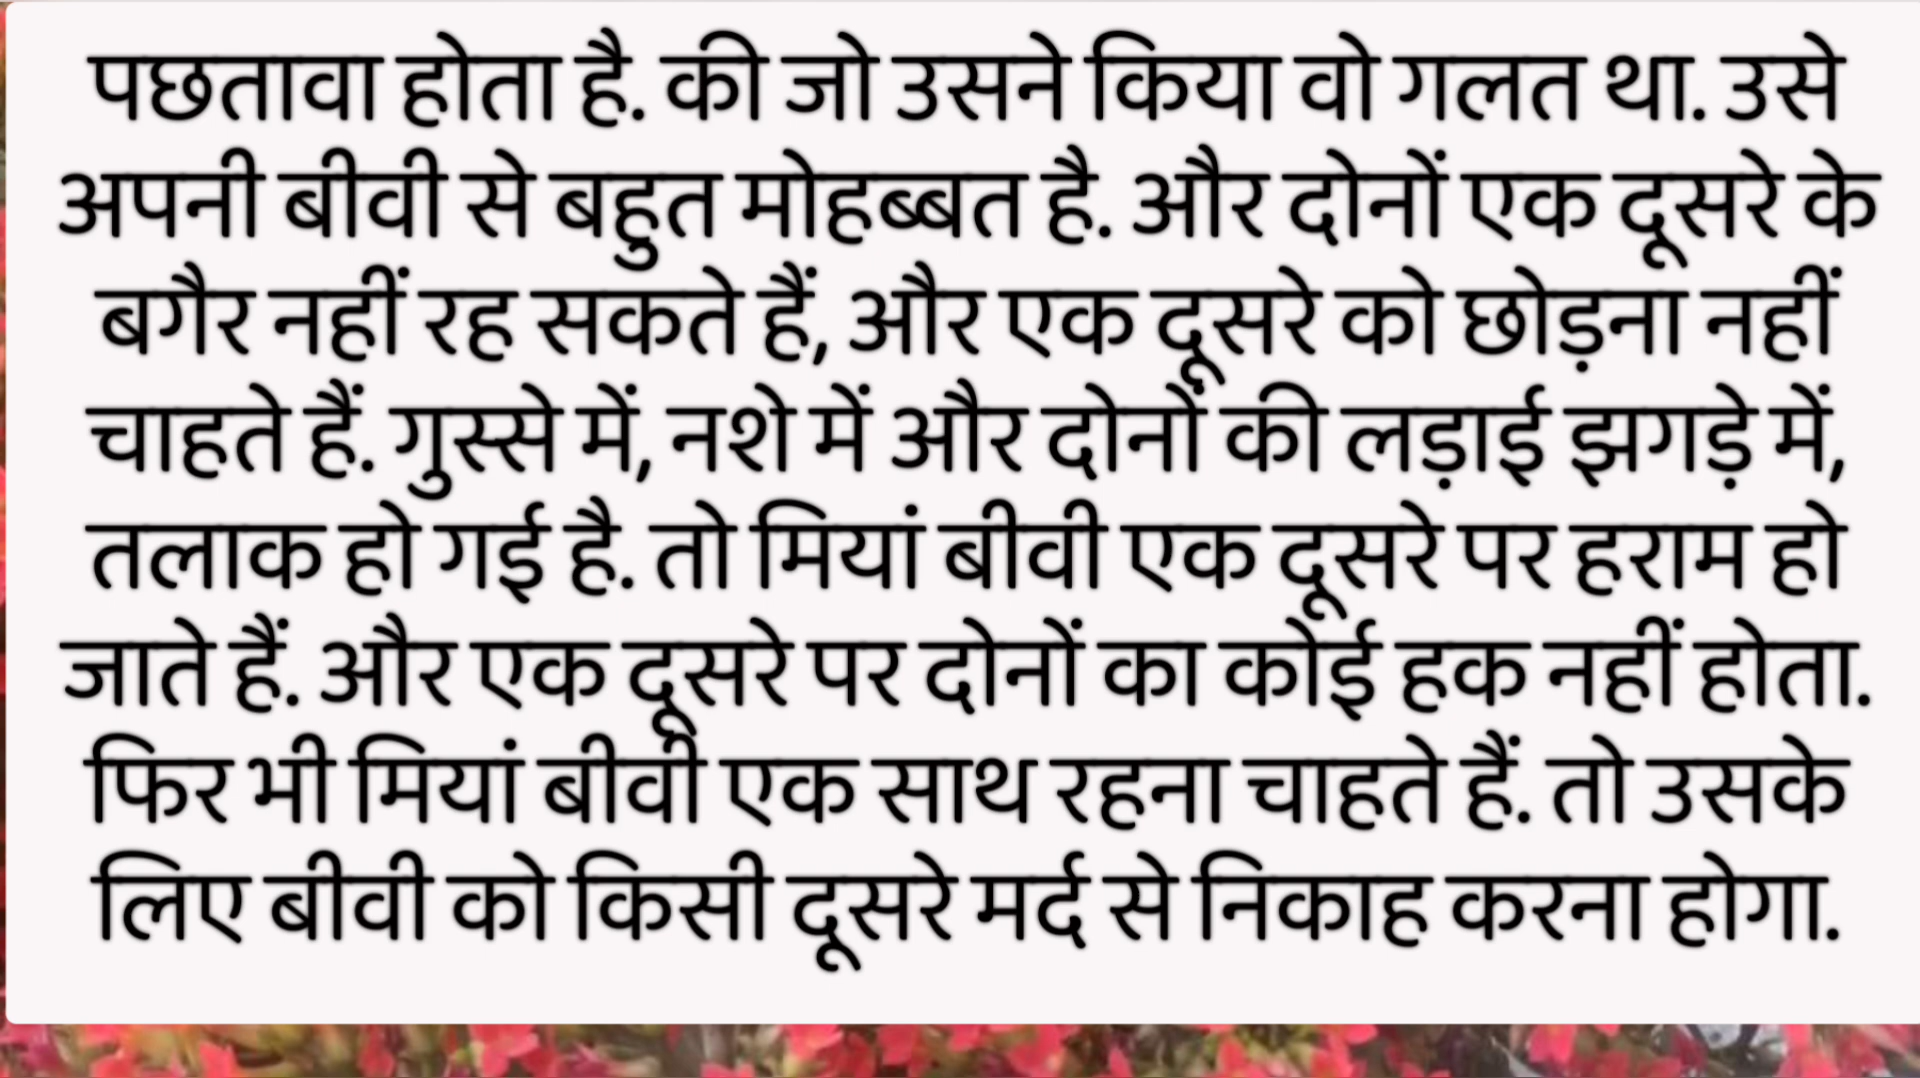 पछतावा होता है. की जो उसने किया वो गलत था. उसे
अपनी बीवी से बहुत मोहब्बत है. और दोनों एक दूसरे के
बगैर नहीं रह सकते हैं, और एक दूसरे को छोड़ना नहीं
चाहते हैं. गुस्से में, नशे में और दोनों की लड़ाई झगड़े में,
तलाक हो गई है. तो मियां बीवी एक दूसरे पर हराम हो
जाते हैं. और एक दूसरे पर दोनों का कोई हक नहीं होता.
फिर भी मियां बीवी एक साथ रहना चाहते हैं. तो उसके
लिए बीवी को किसी दूसरे मर्द से निकाह करना होगा.